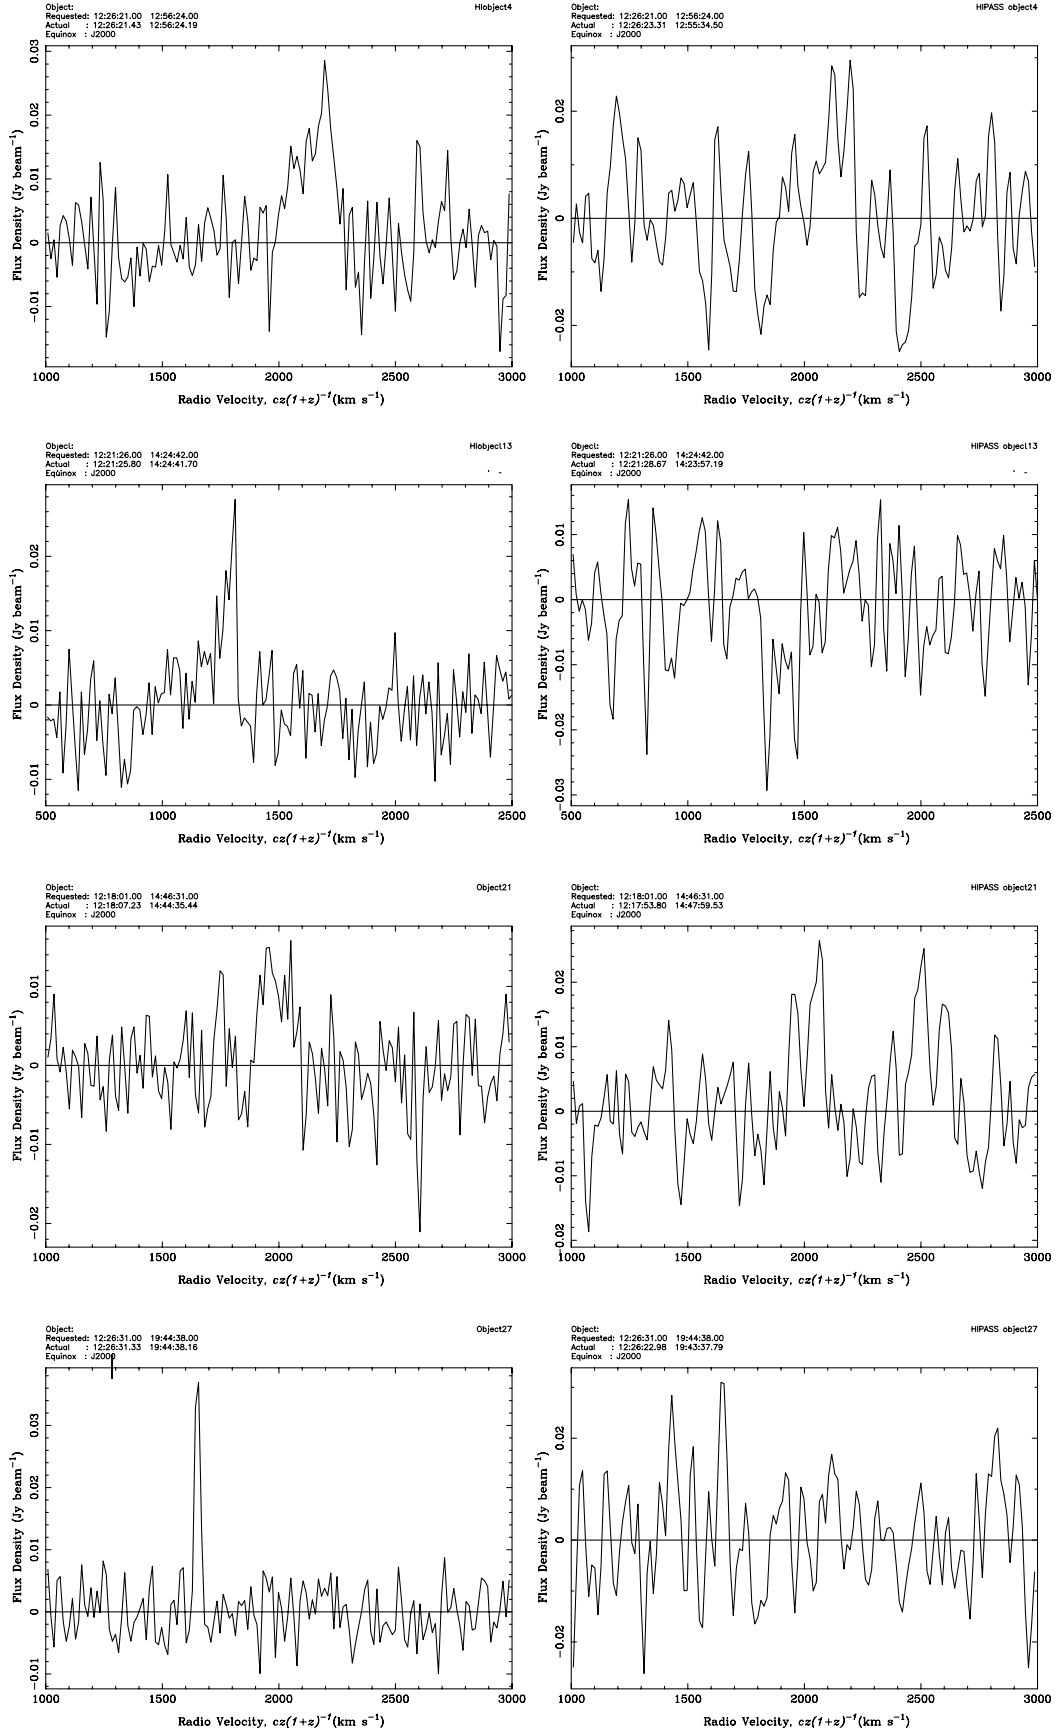 Object:
HIobject4
Requested: 12:26:21.00 12:56:24.00
Actual : 12:26:21.43 12:56:24.19
Equinox : J2000
Flux Density (Jy beam⁻¹)
0.03
0.02
0.01
0
−0.01
1000 1500 2000 2500 3000
Radio Velocity, cz(1+z)⁻¹(km s⁻¹)
Object:
HIPASS object4
Requested: 12:26:21.00 12:56:24.00
Actual : 12:26:23.31 12:55:34.50
Equinox : J2000
Flux Density (Jy beam⁻¹)
0.02
0
−0.02
1000 1500 2000 2500 3000
Radio Velocity, cz(1+z)⁻¹(km s⁻¹)
Object:
HIobject13
Requested: 12:21:26.00 14:24:42.00
Actual : 12:21:25.80 14:24:41.70
Equinox : J2000
Flux Density (Jy beam⁻¹)
0.02
0.01
0
−0.01
500 1000 1500 2000 2500
Radio Velocity, cz(1+z)⁻¹(km s⁻¹)
Object:
HIPASS object13
Requested: 12:21:26.00 14:24:42.00
Actual : 12:21:28.67 14:23:57.19
Equinox : J2000
Flux Density (Jy beam⁻¹)
0.01
0
−0.01
−0.02
−0.03
500 1000 1500 2000 2500
Radio Velocity, cz(1+z)⁻¹(km s⁻¹)
Object:
Object21
Requested: 12:18:01.00 14:46:31.00
Actual : 12:18:07.23 14:44:35.44
Equinox : J2000
Flux Density (Jy beam⁻¹)
0.01
0
−0.01
−0.02
1000 1500 2000 2500 3000
Radio Velocity, cz(1+z)⁻¹(km s⁻¹)
Object:
HIPASS object21
Requested: 12:18:01.00 14:46:31.00
Actual : 12:17:53.80 14:47:59.53
Equinox : J2000
Flux Density (Jy beam⁻¹)
0.02
0.01
0
−0.01
−0.02
1000 1500 2000 2500 3000
Radio Velocity, cz(1+z)⁻¹(km s⁻¹)
Object:
Object27
Requested: 12:26:31.00 19:44:38.00
Actual : 12:26:31.33 19:44:38.16
Equinox : J2000
Flux Density (Jy beam⁻¹)
0.03
0.02
0.01
0
−0.01
1000 1500 2000 2500 3000
Radio Velocity, cz(1+z)⁻¹(km s⁻¹)
Object:
HIPASS object27
Requested: 12:26:31.00 19:44:38.00
Actual : 12:26:22.98 19:43:37.79
Equinox : J2000
Flux Density (Jy beam⁻¹)
0.02
0
−0.02
1000 1500 2000 2500 3000
Radio Velocity, cz(1+z)⁻¹(km s⁻¹)